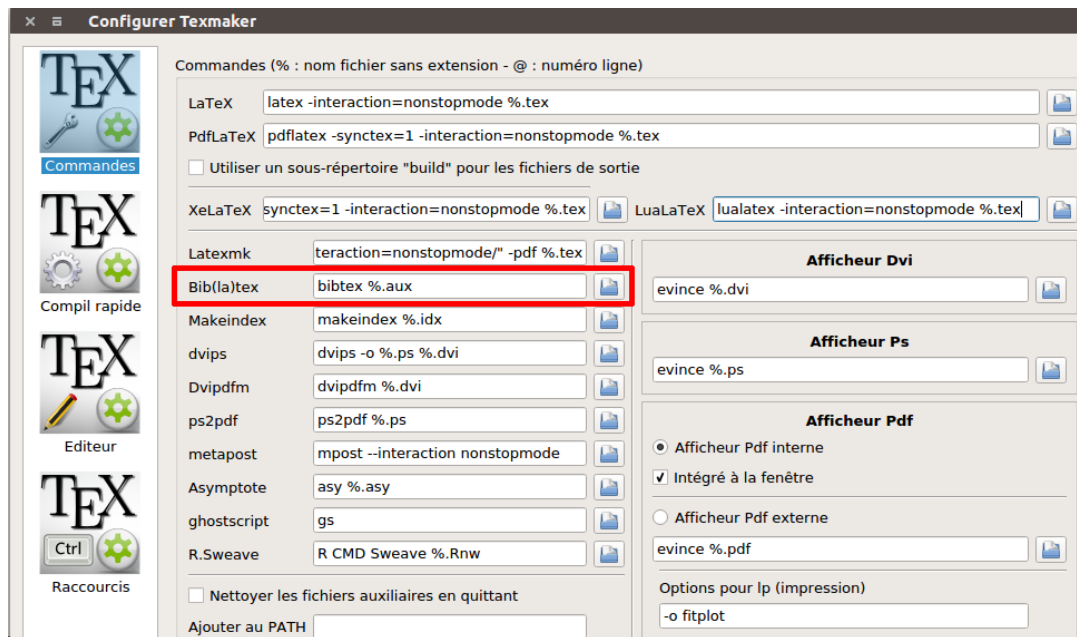 Configurer Texmaker
TEX
Commandes
TEX
Compil rapide
TEX
Editeur
TEX
Ctrl
Raccourcis
Commandes (% : nom fichier sans extension - @ : numéro ligne)
LaTeX latex -interaction=nonstopmode %.tex
PdfLaTeX pdflatex -synctex=1 -interaction=nonstopmode %.tex
Utiliser un sous-répertoire "build" pour les fichiers de sortie
XeLaTeX synctex=1 -interaction=nonstopmode %.tex LuaLaTeX lualatex -interaction=nonstopmode %.tex
Latexmk teraction=nonstopmode/" -pdf %.tex
Bib(la)tex bibtex %.aux
Makeindex makeindex %.idx
dvips dvips -o %.ps %.dvi
Dvipdfm dvipdfm %.dvi
ps2pdf ps2pdf %.ps
metapost mpost --interaction nonstopmode
Asymptote asy %.asy
ghostscript gs
R.Sweave R CMD Sweave %.Rnw
Nettoyer les fichiers auxiliaires en quittant
Ajouter au PATH
Afficheur Dvi
evince %.dvi
Afficheur Ps
evince %.ps
Afficheur Pdf
Afficheur Pdf interne
Intégré à la fenêtre
Afficheur Pdf externe
evince %.pdf
Options pour lp (impression)
-o fitplot